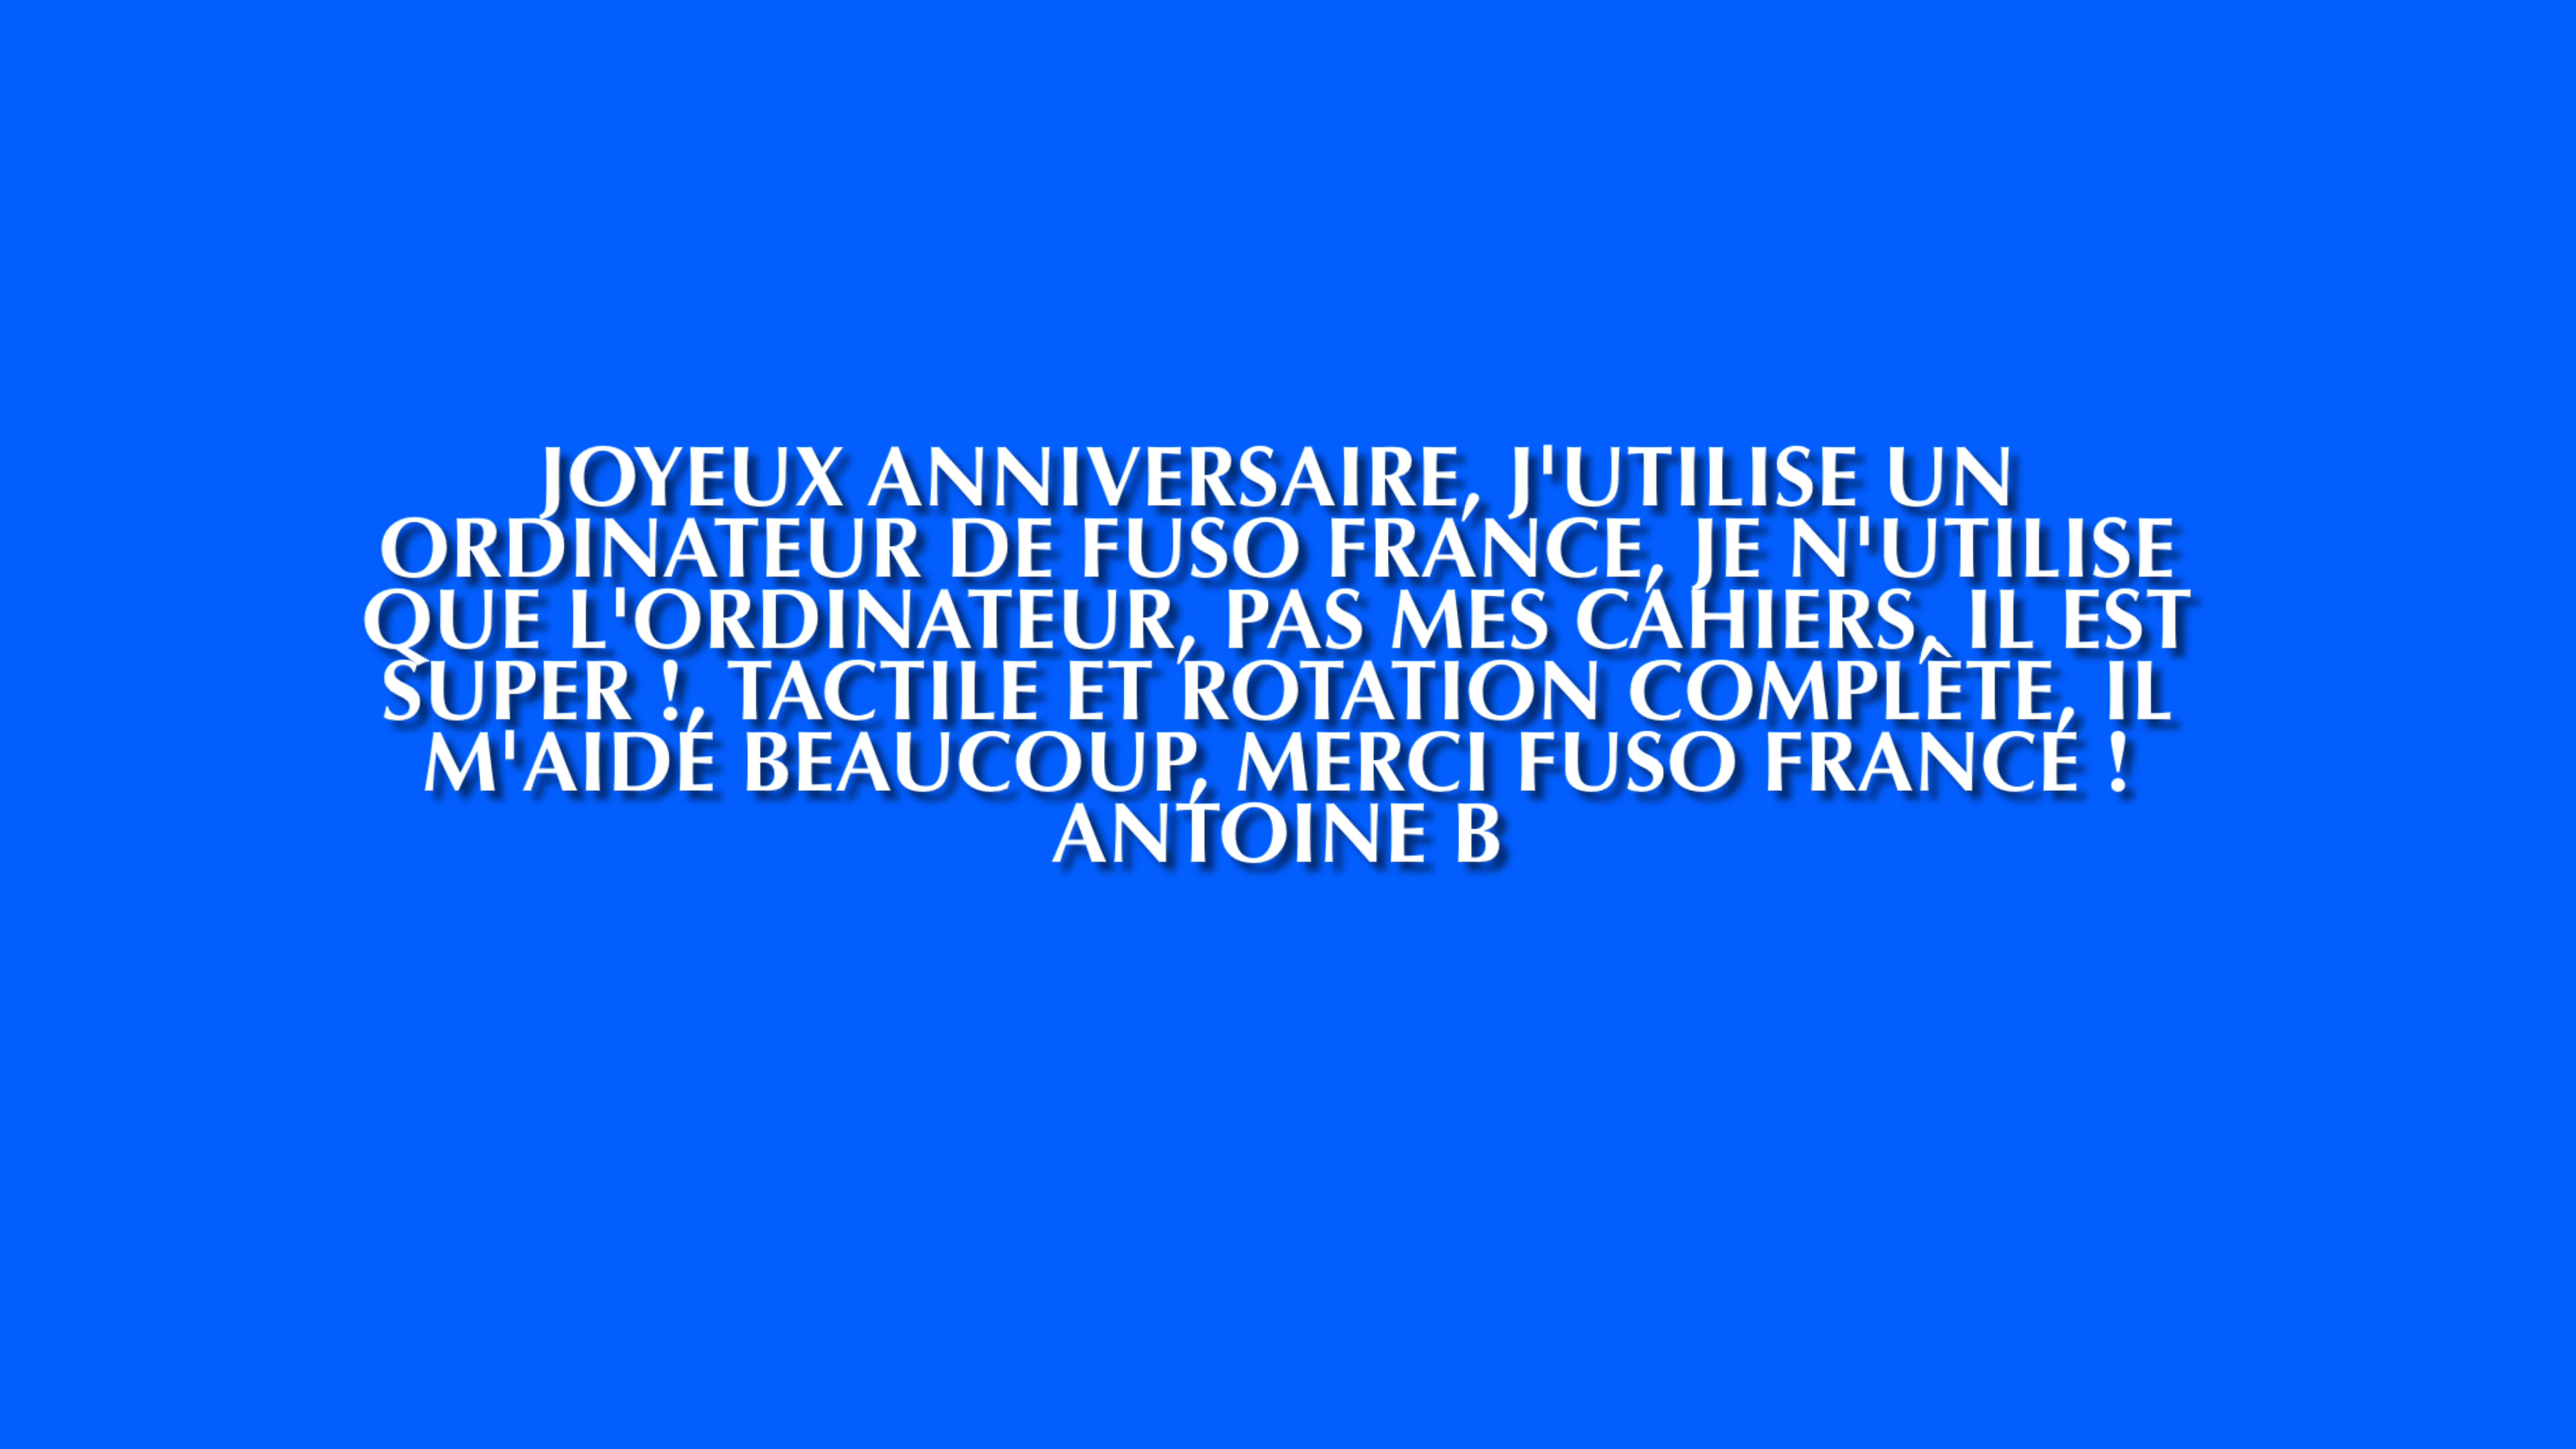 JOYEUX ANNIVERSAIRE, J'UTILISE UN
ORDINATEUR DE FUSO FRANCE, JE N'UTILISE
QUE L'ORDINATEUR, PAS MES CAHIERS, IL EST
SUPER !, TACTILE ET ROTATION COMPLÊTE, IL
M'AIDE BEAUCOUP, MERCI FUSO FRANCE !
ANTOINE B